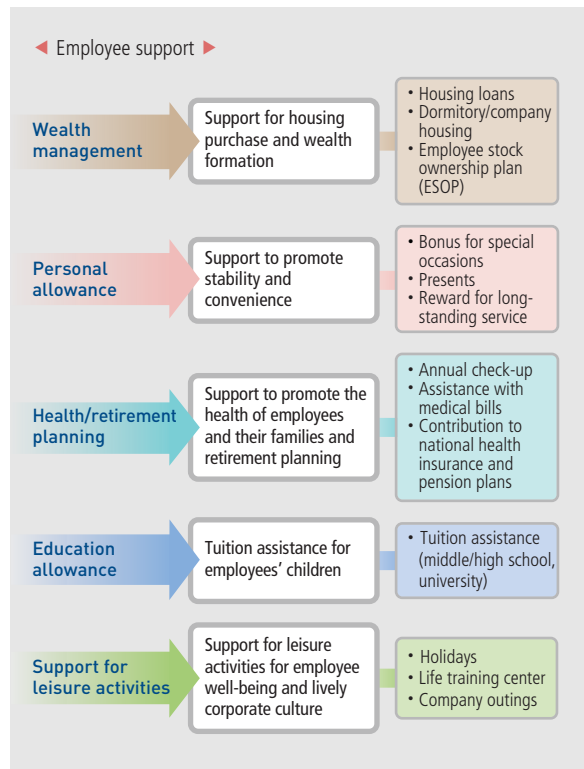 ◀ Employee support ▶
Wealth
management
Support for housing
purchase and wealth
formation
• Housing loans
• Dormitory/company
housing
• Employee stock
ownership plan
(ESOP)
Personal
allowance
Support to promote
stability and
convenience
• Bonus for special
occasions
• Presents
• Reward for long-
standing service
Health/retirement
planning
Support to promote the
health of employees
and their families and
retirement planning
• Annual check-up
• Assistance with
medical bills
• Contribution to
national health
insurance and
pension plans
Education
allowance
Tuition assistance for
employees’ children
• Tuition assistance
(middle/high school,
university)
Support for
leisure activities
Support for leisure
activities for employee
well-being and lively
corporate culture
• Holidays
• Life training center
• Company outings